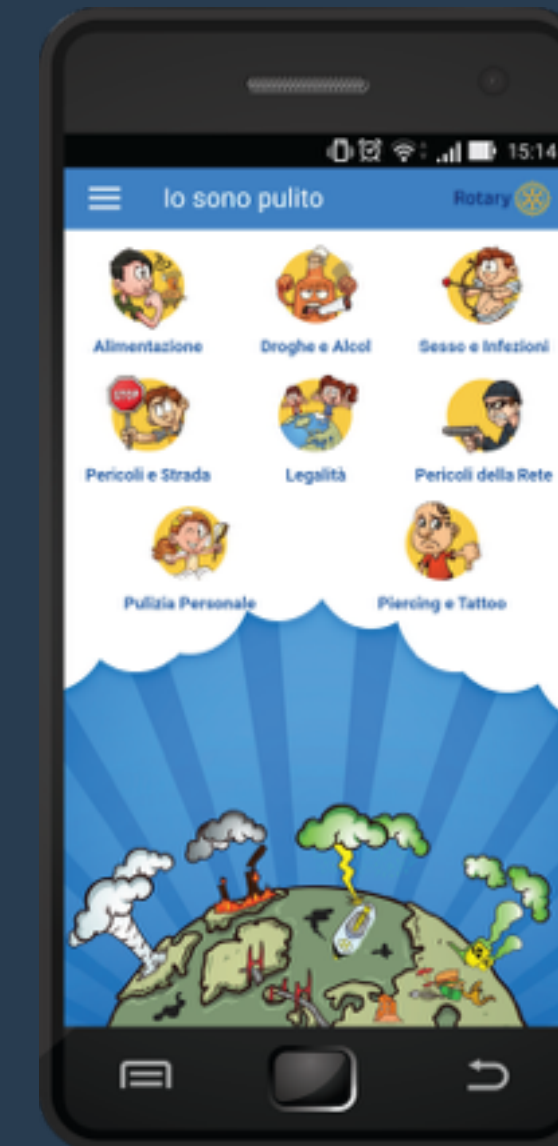 15:14
Io sono pulito
Rotary
Alimentazione
Droghe e Alcol
Sesso e Infezioni
STOP
Pericoli e Strada
Legalità
Pericoli della Rete
Pulizia Personale
Piercing e Tattoo